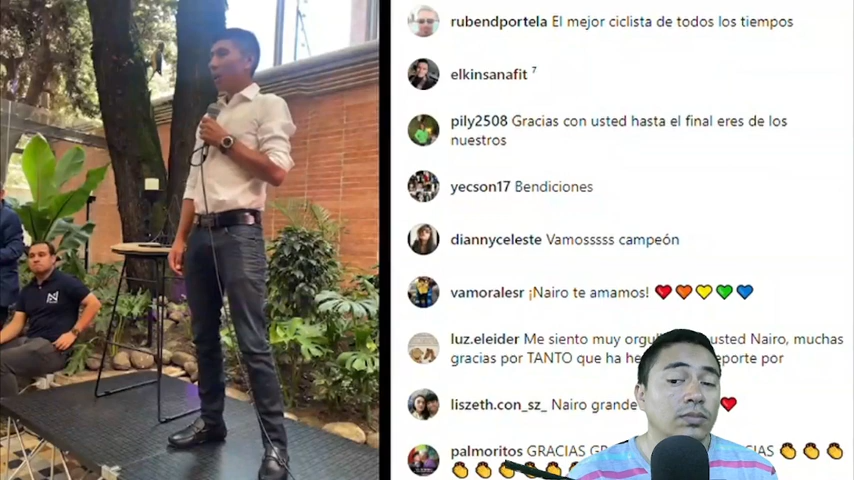 rubendportela El mejor ciclista de todos los tiempos
elkinsanafit 7
pily2508 Gracias con usted hasta el final eres de los
nuestros
yecson17 Bendiciones
diannyceleste Vamosssss campeón
vamoralesr ¡Nairo te amamos! ❤️🧡💛💚💙
luz.eleider Me siento muy usted Nairo, muchas
gracias por TANTO que ha por
liszeth.con_sz_ Nairo grande ❤️
palmoritos GRACIAS 👏👏👏
👏👏👏👏